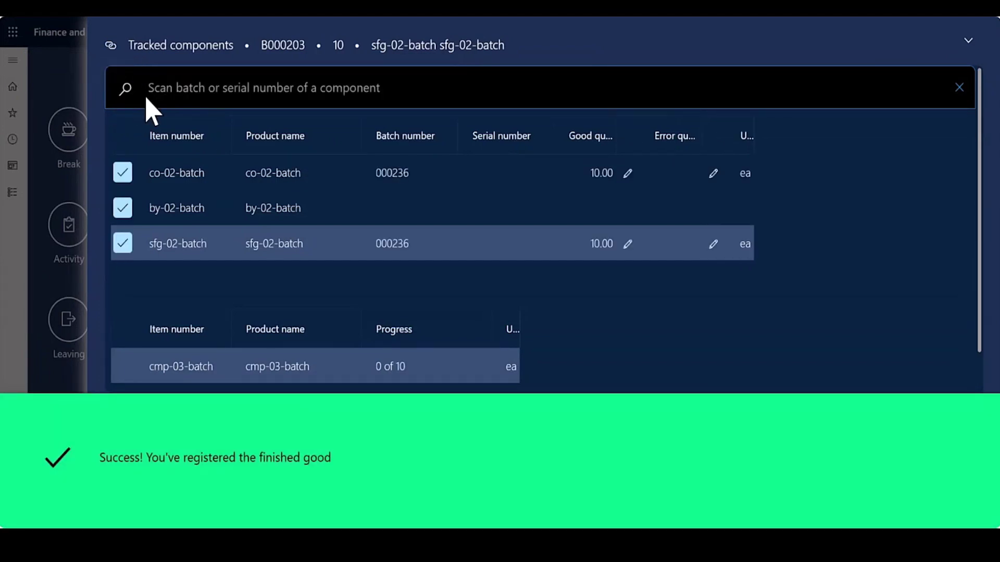 Finance and
Tracked components • B000203 • 10 • sfg-02-batch sfg-02-batch
Scan batch or serial number of a component
Item number Product name Batch number Serial number Good qu... Error qu... U...
co-02-batch co-02-batch 000236 10.00 ea
by-02-batch by-02-batch
sfg-02-batch sfg-02-batch 000236 10.00 ea
Break
Activity
Leaving
Item number Product name Progress U...
cmp-03-batch cmp-03-batch 0 of 10 ea
Success! You've registered the finished good